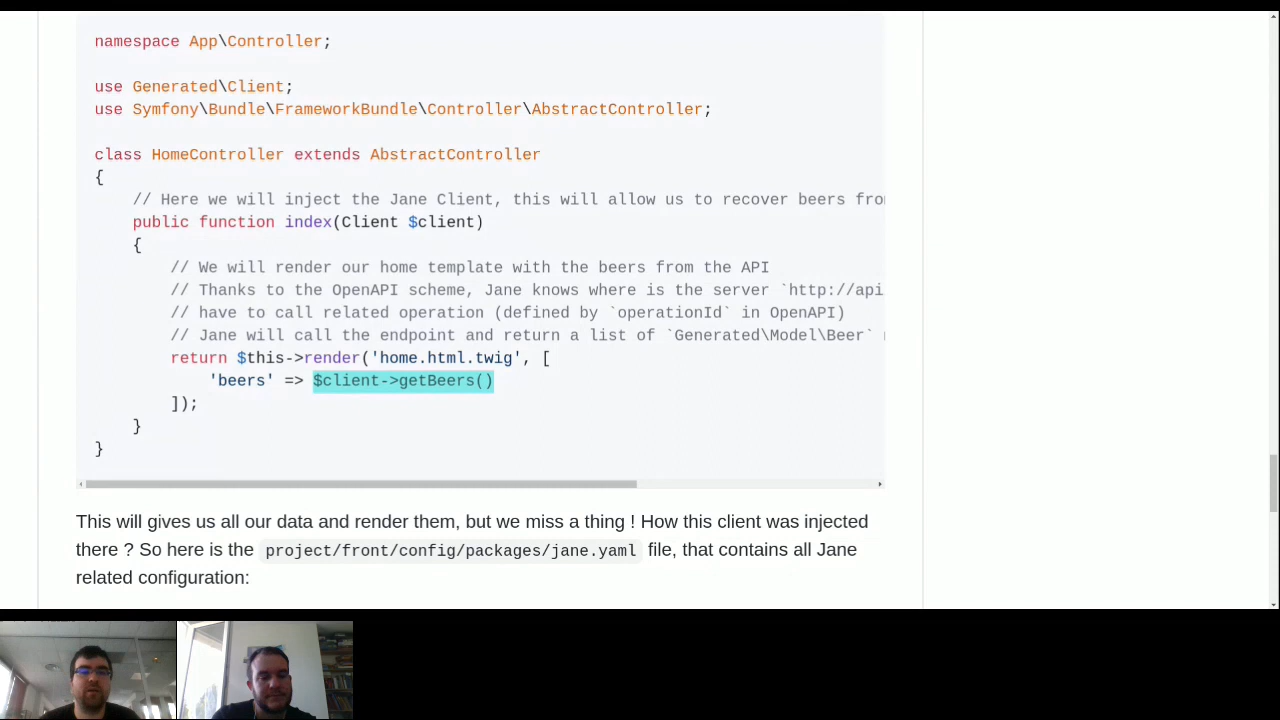 namespace App\Controller;
use Generated\Client;
use Symfony\Bundle\FrameworkBundle\Controller\AbstractController;
class HomeController extends AbstractController
{
// Here we will inject the Jane Client, this will allow us to recover beers from
public function index(Client $client)
{
// We will render our home template with the beers from the API
// Thanks to the OpenAPI scheme, Jane knows where is the server `http://api
// have to call related operation (defined by `operationId` in OpenAPI)
// Jane will call the endpoint and return a list of `Generated\Model\Beer`
return $this->render('home.html.twig', [
'beers' => $client->getBeers()
]);
}
}
This will gives us all our data and render them, but we miss a thing ! How this client was injected
there ? So here is the project/front/config/packages/jane.yaml file, that contains all Jane
related configuration: